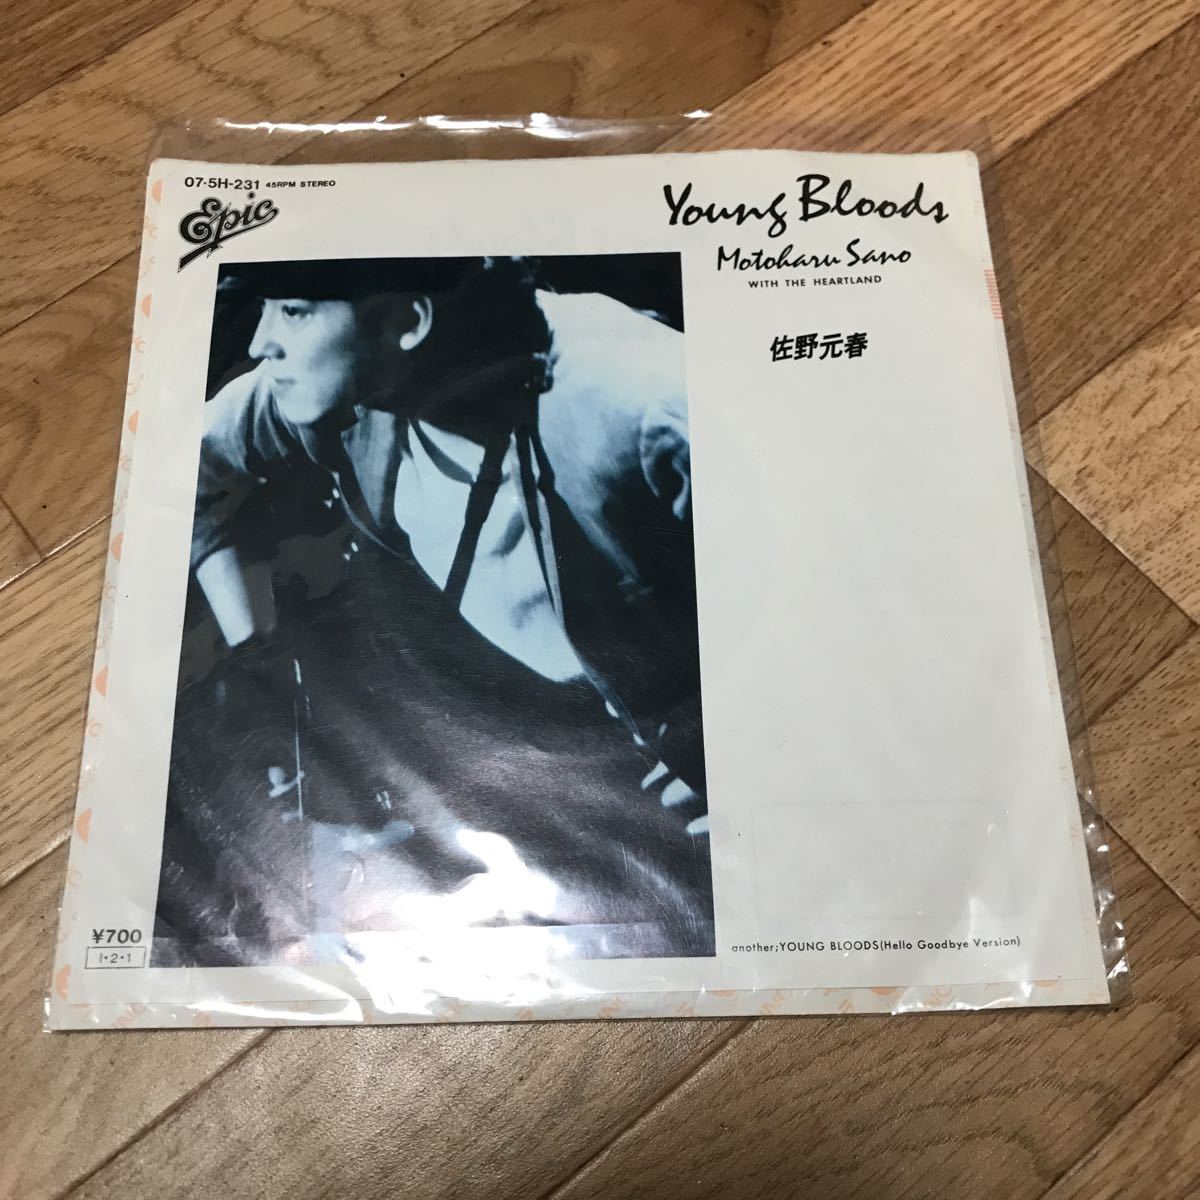 07·5H-231 45RPM STEREO
Epic
Young Bloods
Motoharu Sano
WITH THE HEARTLAND
佐野元春
¥700
1·2·1
another;YOUNG BLOODS(Hello Goodbye Version)